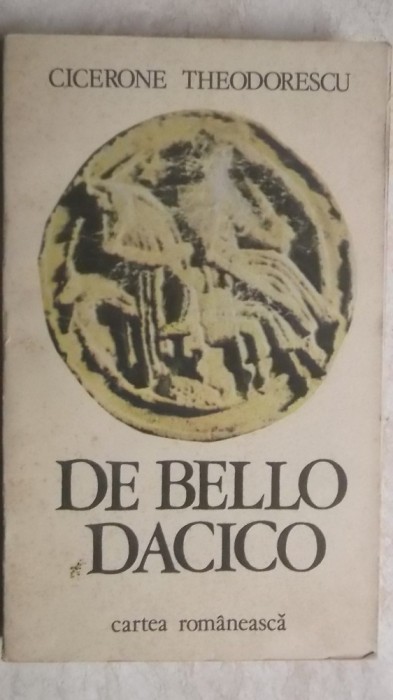 CICERONE THEODORESCU
DE BELLO
DACICO
cartea românească